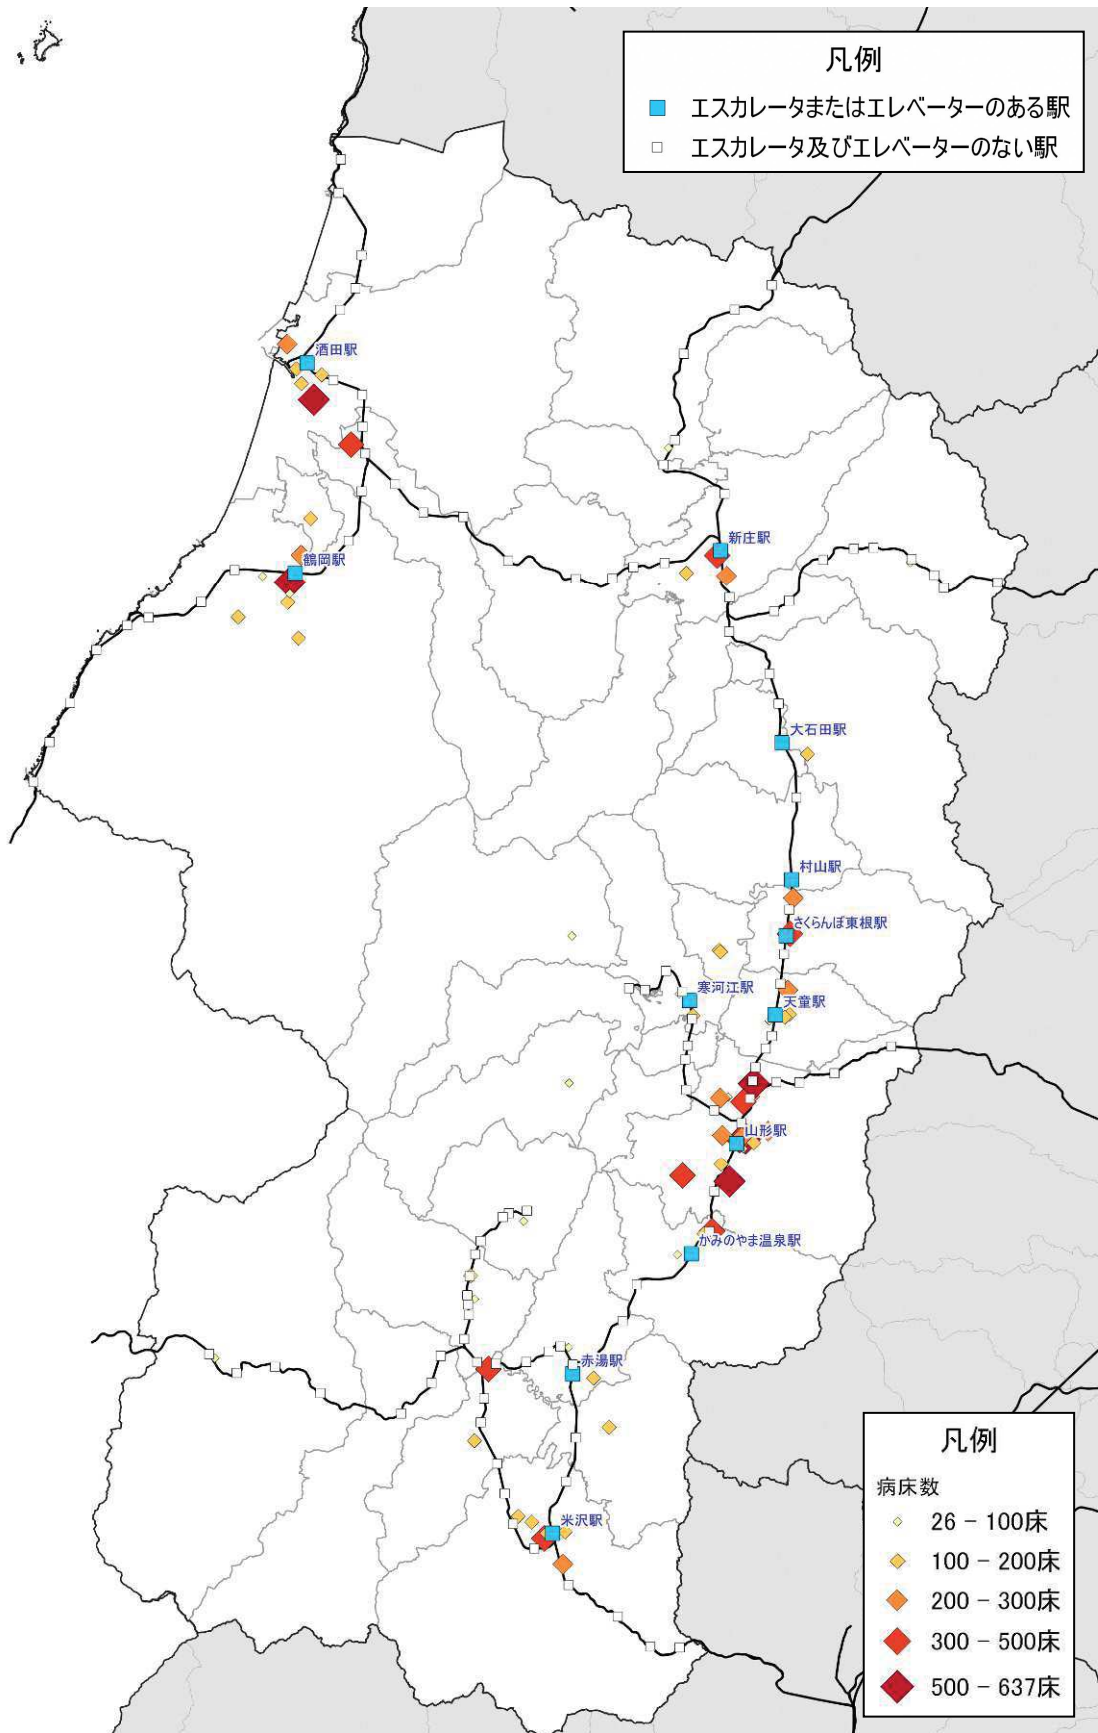 凡例
エスカレータまたはエレベーターのある駅
エスカレータ及びエレベーターのない駅
酒田駅
新庄駅
鶴岡駅
大石田駅
村山駅
さくらんぼ東根駅
寒河江駅
天童駅
山形駅
かみのやま温泉駅
赤湯駅
米沢駅
凡例
病床数
26 － 100床
100 － 200床
200 － 300床
300 － 500床
500 － 637床